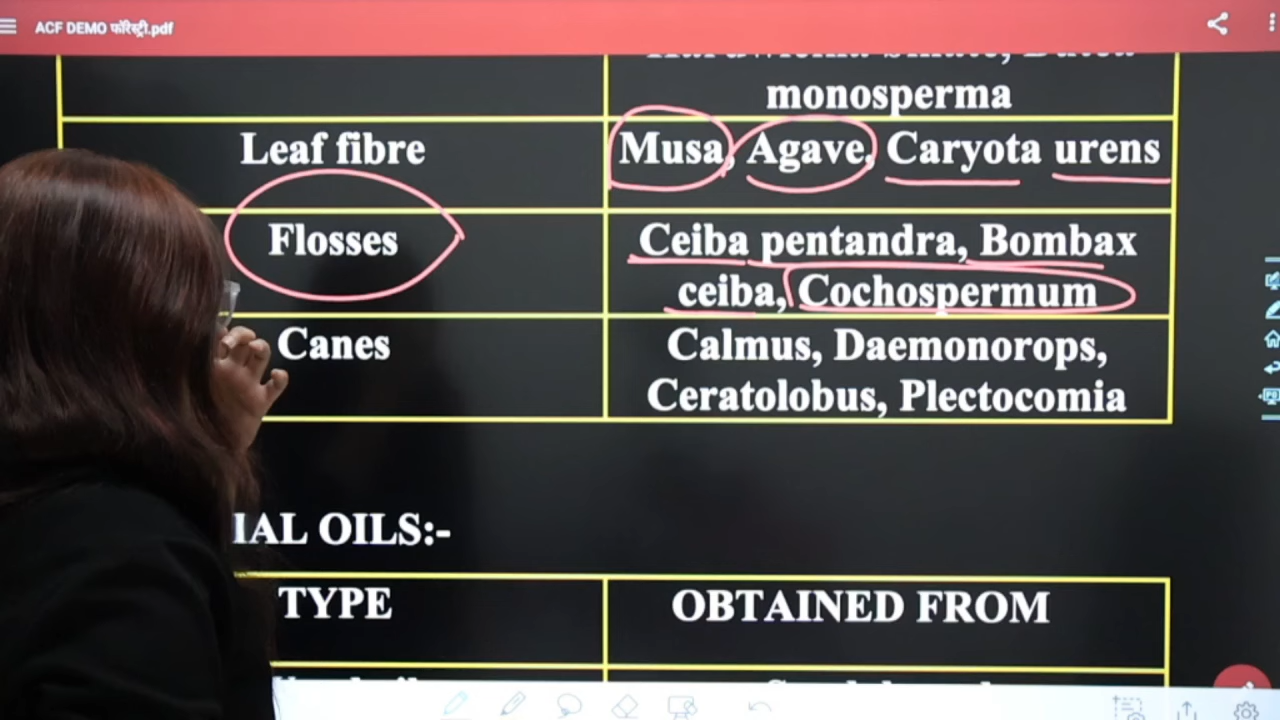 ACF DEMO फॉरेस्ट्री.pdf
monosperma
Leaf fibre
Musa, Agave, Caryota urens
Flosses
Ceiba pentandra, Bombax
ceiba, Cochospermum
Canes
Calmus, Daemonorops,
Ceratolobus, Plectocomia
IAL OILS:-
TYPE
OBTAINED FROM